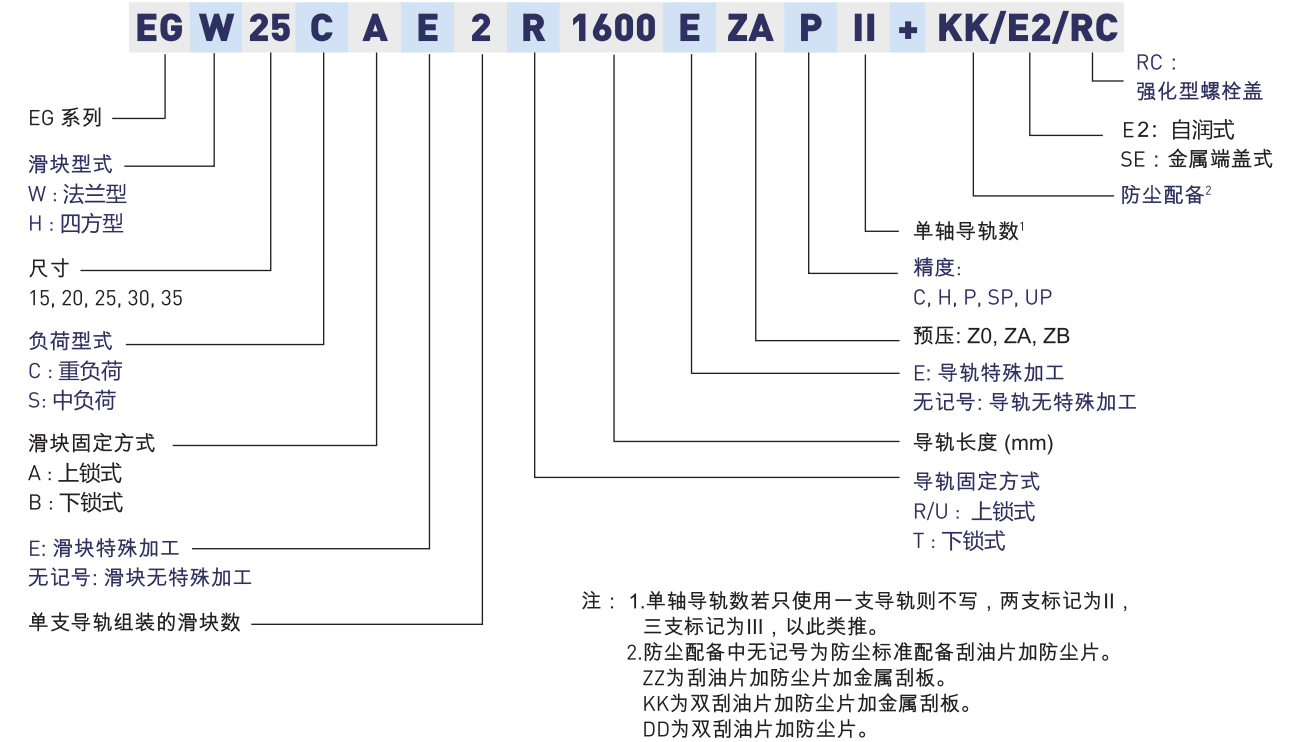 EG W 25 C A E 2 R 1600 E ZA P II + KK/E2/RC
EG 系列
滑块型式
W : 法兰型
H : 四方型
尺寸
15, 20, 25, 30, 35
负荷型式
C : 重负荷
S: 中负荷
滑块固定方式
A : 上锁式
B : 下锁式
E: 滑块特殊加工
无记号: 滑块无特殊加工
单支导轨组装的滑块数
RC :
强化型螺栓盖
E2: 自润式
SE : 金属端盖式
防尘配备2
单轴导轨数1
精度:
C, H, P, SP, UP
预压: Z0, ZA, ZB
E: 导轨特殊加工
无记号: 导轨无特殊加工
导轨长度 (mm)
导轨固定方式
R/U : 上锁式
T : 下锁式
注： 1.单轴导轨数若只使用一支导轨则不写，两支标记为II，
三支标记为III，以此类推。
2.防尘配备中无记号为防尘标准配备刮油片加防尘片。
ZZ为刮油片加防尘片加金属刮板。
KK为双刮油片加防尘片加金属刮板。
DD为双刮油片加防尘片。